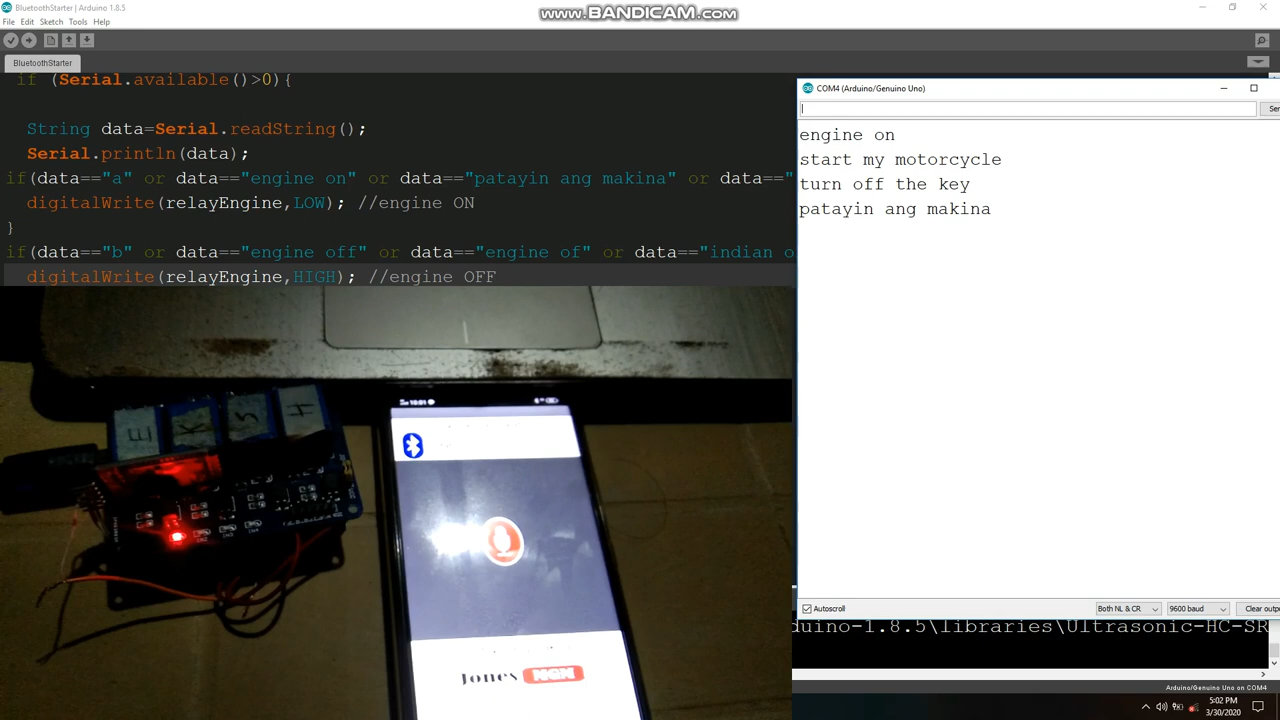 BluetoothStarter | Arduino 1.8.5
www.BANDICAM.com
File Edit Sketch Tools Help
BluetoothStarter
if (Serial.available()>0){
String data=Serial.readString();
Serial.println(data);
if(data=="a" or data=="engine on" or data=="patayin ang makina" or data=="
digitalWrite(relayEngine,LOW); //engine ON
}
if(data=="b" or data=="engine off" or data=="engine of" or data=="indian o
digitalWrite(relayEngine,HIGH); //engine OFF
COM4 (Arduino/Genuino Uno)
Sen
engine on
start my motorcycle
turn off the key
patayin ang makina
Autoscroll
Both NL & CR
9600 baud
Clear outp
duino-1.8.5\libraries\Ultrasonic-HC-SR
Arduino/Genuino Uno on COM4
5:02 PM
3/30/2020
E
K
S
H
10:01
Jones